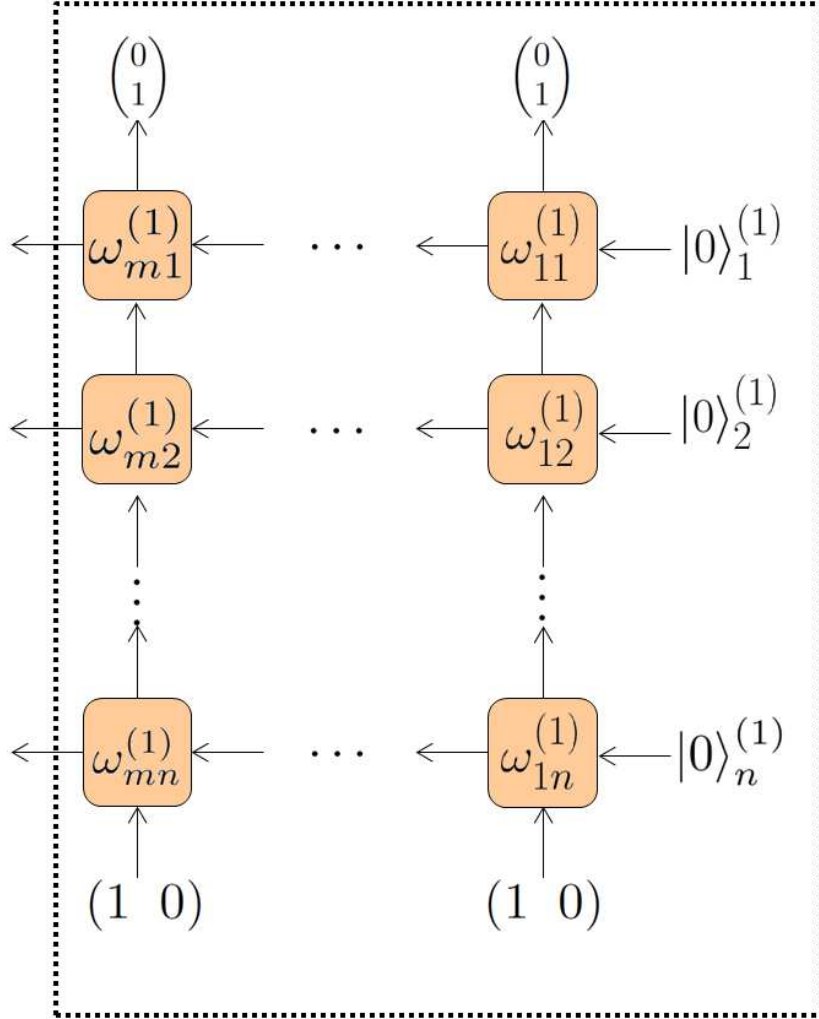 (0 1) (0 1)
ω_{m1}^{(1)} ··· ω_{11}^{(1)} |0⟩_1^{(1)}
ω_{m2}^{(1)} ··· ω_{12}^{(1)} |0⟩_2^{(1)}
⋮ ⋮
ω_{mn}^{(1)} ··· ω_{1n}^{(1)} |0⟩_n^{(1)}
(1 0) (1 0)